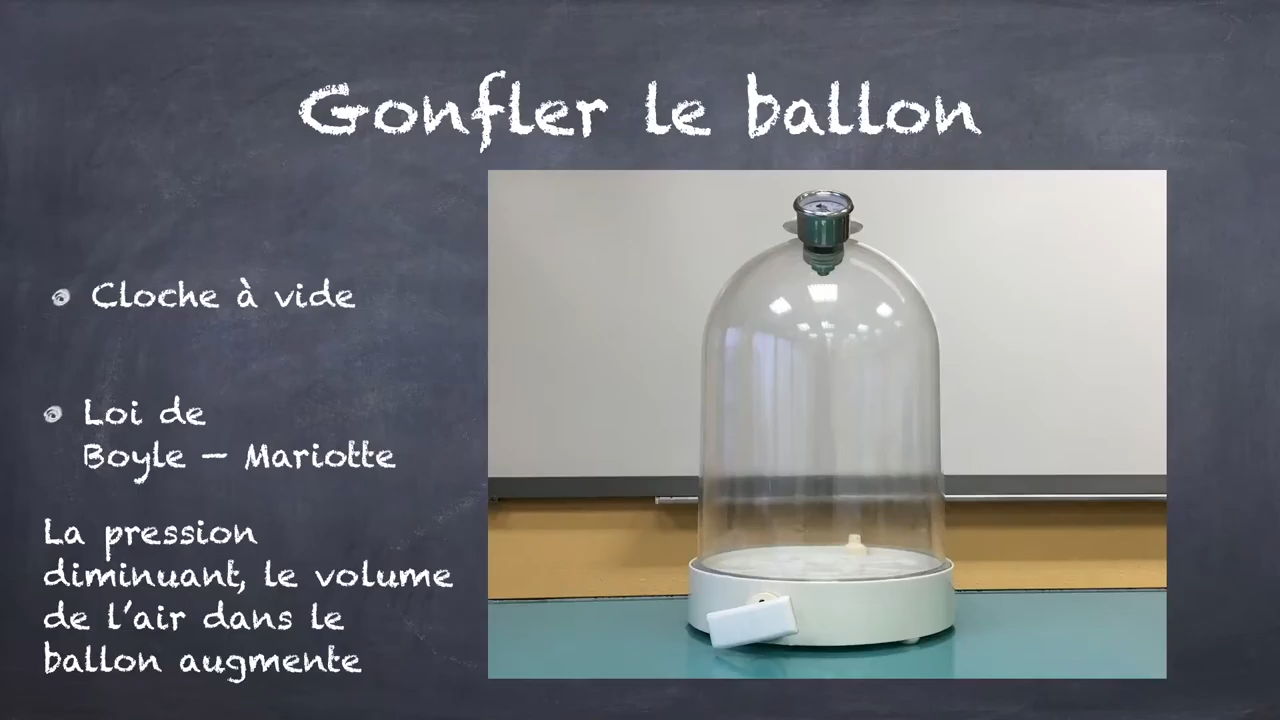 Gonfler le ballon
Cloche à vide
Loi de
Boyle – Mariotte
La pression
diminuant, le volume
de l'air dans le
ballon augmente